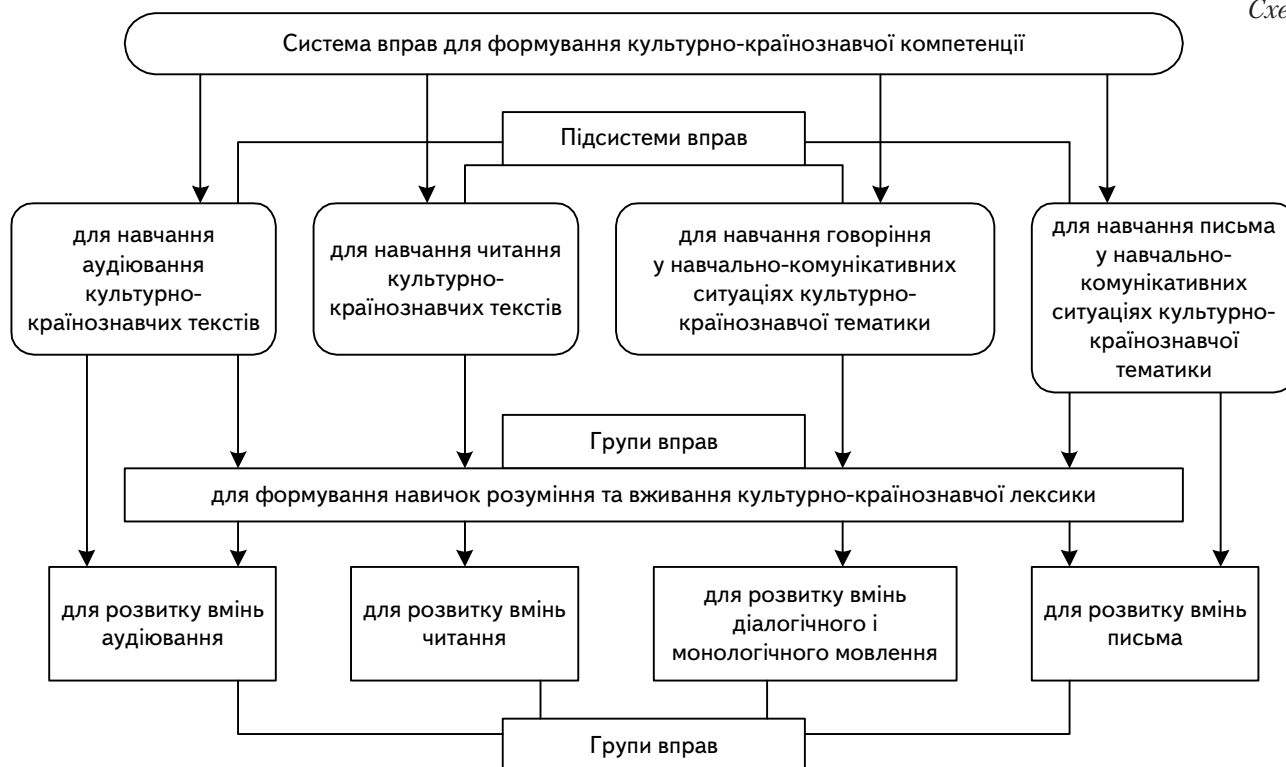 Схе
Система вправ для формування культурно-країнознавчої компетенції
Підсистеми вправ
для навчання
аудіювання
культурно-
країнознавчих текстів
для навчання читання
культурно-
країнознавчих текстів
для навчання говоріння
у навчально-комунікативних
ситуаціях культурно-
країнознавчої тематики
для навчання письма
у навчально-
комунікативних
ситуаціях культурно-
країнознавчої
тематики
Групи вправ
для формування навичок розуміння та вживання культурно-країнознавчої лексики
для розвитку вмінь
аудіювання
для розвитку вмінь
читання
для розвитку вмінь
діалогічного і
монологічного мовлення
для розвитку вмінь
письма
Групи вправ